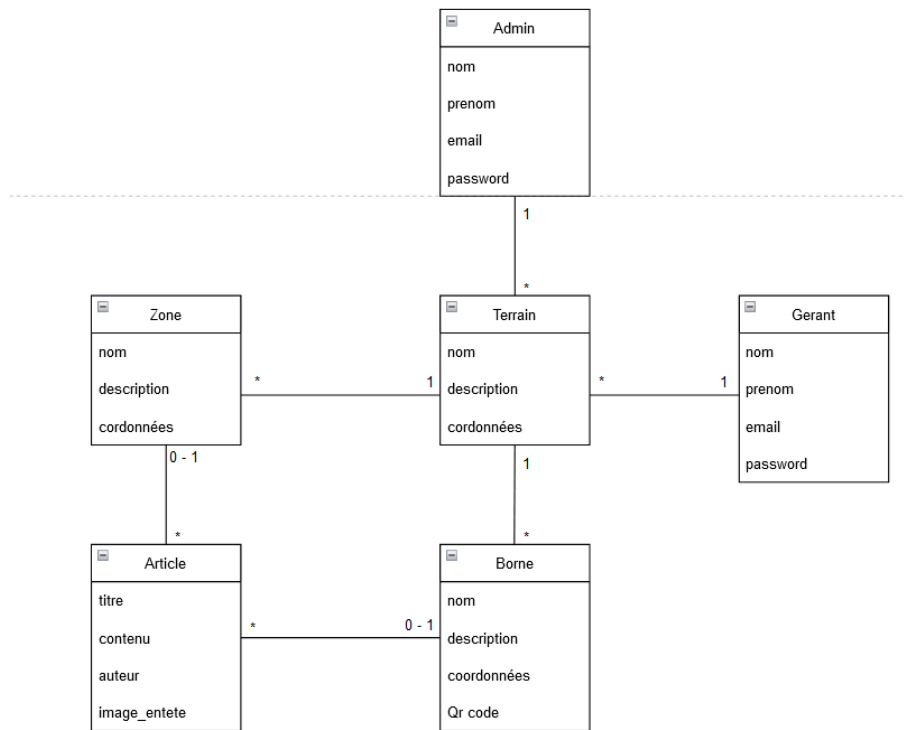 Admin
nom
prenom
email
password
1
*
Zone
nom
description
cordonnées
* 1
Terrain
nom
description
cordonnées
* 1
Gerant
nom
prenom
email
password
0 - 1
*
1
*
Article
titre
contenu
auteur
image_entete
* 0 - 1
Borne
nom
description
coordonnées
Qr code